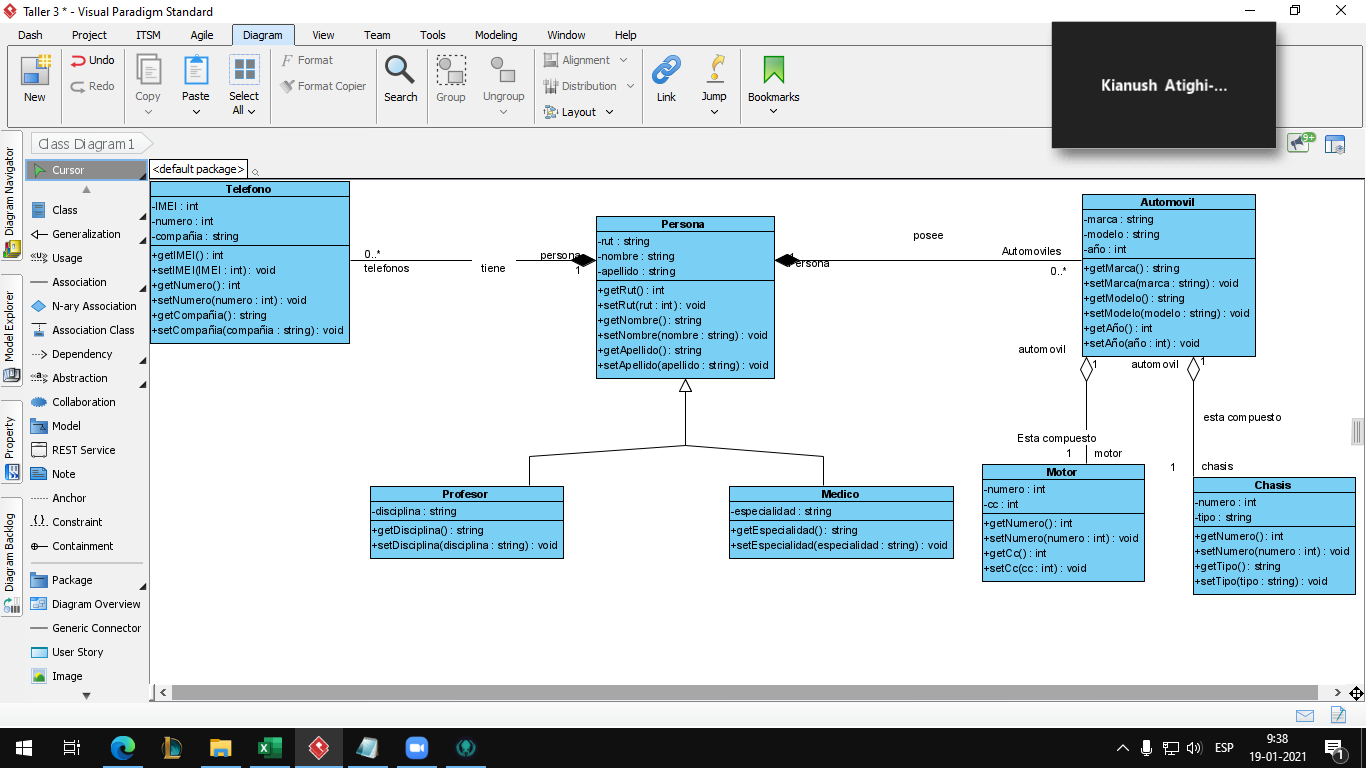 Taller 3 * - Visual Paradigm Standard
Dash Project ITSM Agile Diagram View Team Tools Modeling Window Help
New
Undo
Redo
Copy
Paste
Select
All
Format
Format Copier
Search
Group
Ungroup
Alignment
Distribution
Layout
Link
Jump
Bookmarks
Kianush Atighi-...
9+
Class Diagram1
Diagram Navigator
Model Explorer
Property
Diagram Backlog
Cursor
Class
Generalization
Usage
Association
N-ary Association
Association Class
Dependency
Abstraction
Collaboration
Model
REST Service
Note
Anchor
Constraint
Containment
Package
Diagram Overview
Generic Connector
User Story
Image
<default package>
Telefono
-IMEI : int
-numero : int
-compañia : string
+getIMEI() : int
+setIMEI(IMEI : int) : void
+getNumero() : int
+setNumero(numero : int) : void
+getCompañia() : string
+setCompañia(compañia : string) : void
0..*
telefonos
tiene
persona
1
Persona
-rut : string
-nombre : string
-apellido : string
+getRut() : int
+setRut(rut : int) : void
+getNombre() : string
+setNombre(nombre : string) : void
+getApellido() : string
+setApellido(apellido : string) : void
persona
posee
Automoviles
0..*
Automovil
-marca : string
-modelo : string
-año : int
+getMarca() : string
+setMarca(marca : string) : void
+getModelo() : string
+setModelo(modelo : string) : void
+getAño() : int
+setAño(año : int) : void
automovil
1
automovil
1
Esta compuesto
1
motor
esta compuesto
1
chasis
Profesor
-disciplina : string
+getDisciplina() : string
+setDisciplina(disciplina : string) : void
Medico
-especialidad : string
+getEspecialidad() : string
+setEspecialidad(especialidad : string) : void
Motor
-numero : int
-cc : int
+getNumero() : int
+setNumero(numero : int) : void
+getCc() : int
+setCc(cc : int) : void
Chasis
-numero : int
-tipo : string
+getNumero() : int
+setNumero(numero : int) : void
+getTipo() : string
+setTipo(tipo : string) : void
ESP
9:38
19-01-2021
1